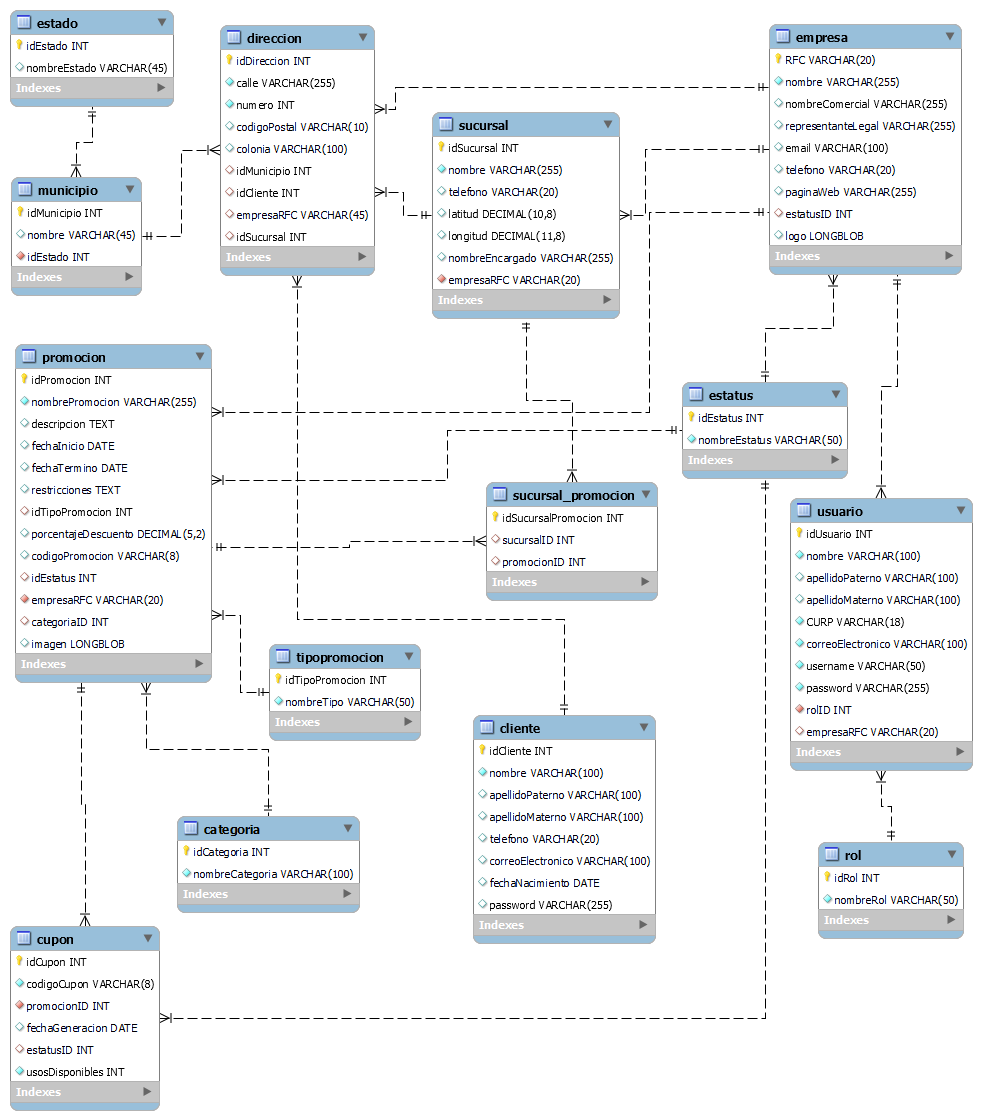 estado
idEstado INT
nombreEstado VARCHAR(45)
Indexes
direccion
idDireccion INT
calle VARCHAR(255)
numero INT
codigoPostal VARCHAR(10)
colonia VARCHAR(100)
idMunicipio INT
idCliente INT
empresaRFC VARCHAR(45)
idSucursal INT
Indexes
empresa
RFC VARCHAR(20)
nombre VARCHAR(255)
nombreComercial VARCHAR(255)
representanteLegal VARCHAR(255)
email VARCHAR(100)
telefono VARCHAR(20)
paginaWeb VARCHAR(255)
estatusID INT
logo LONGBLOB
Indexes
sucursal
idSucursal INT
nombre VARCHAR(255)
telefono VARCHAR(20)
latitud DECIMAL(10,8)
longitud DECIMAL(11,8)
nombreEncargado VARCHAR(255)
empresaRFC VARCHAR(20)
Indexes
municipio
idMunicipio INT
nombre VARCHAR(45)
idEstado INT
Indexes
promocion
idPromocion INT
nombrePromocion VARCHAR(255)
descripcion TEXT
fechaInicio DATE
fechaTermino DATE
restricciones TEXT
idTipoPromocion INT
porcentajeDescuento DECIMAL(5,2)
codigoPromocion VARCHAR(8)
idEstatus INT
empresaRFC VARCHAR(20)
categoriaID INT
imagen LONGBLOB
Indexes
estatus
idEstatus INT
nombreEstatus VARCHAR(50)
Indexes
sucursal_promocion
idSucursalPromocion INT
sucursalID INT
promocionID INT
Indexes
usuario
idUsuario INT
nombre VARCHAR(100)
apellidoPaterno VARCHAR(100)
apellidoMaterno VARCHAR(100)
CURP VARCHAR(18)
correoElectronico VARCHAR(100)
username VARCHAR(50)
password VARCHAR(255)
rolID INT
empresaRFC VARCHAR(20)
Indexes
tipopromocion
idTipoPromocion INT
nombreTipo VARCHAR(50)
Indexes
cliente
idCliente INT
nombre VARCHAR(100)
apellidoPaterno VARCHAR(100)
apellidoMaterno VARCHAR(100)
telefono VARCHAR(20)
correoElectronico VARCHAR(100)
fechaNacimiento DATE
password VARCHAR(255)
Indexes
categoria
idCategoria INT
nombreCategoria VARCHAR(100)
Indexes
rol
idRol INT
nombreRol VARCHAR(50)
Indexes
cupon
idCupon INT
codigoCupon VARCHAR(8)
promocionID INT
fechaGeneracion DATE
estatusID INT
usosDisponibles INT
Indexes